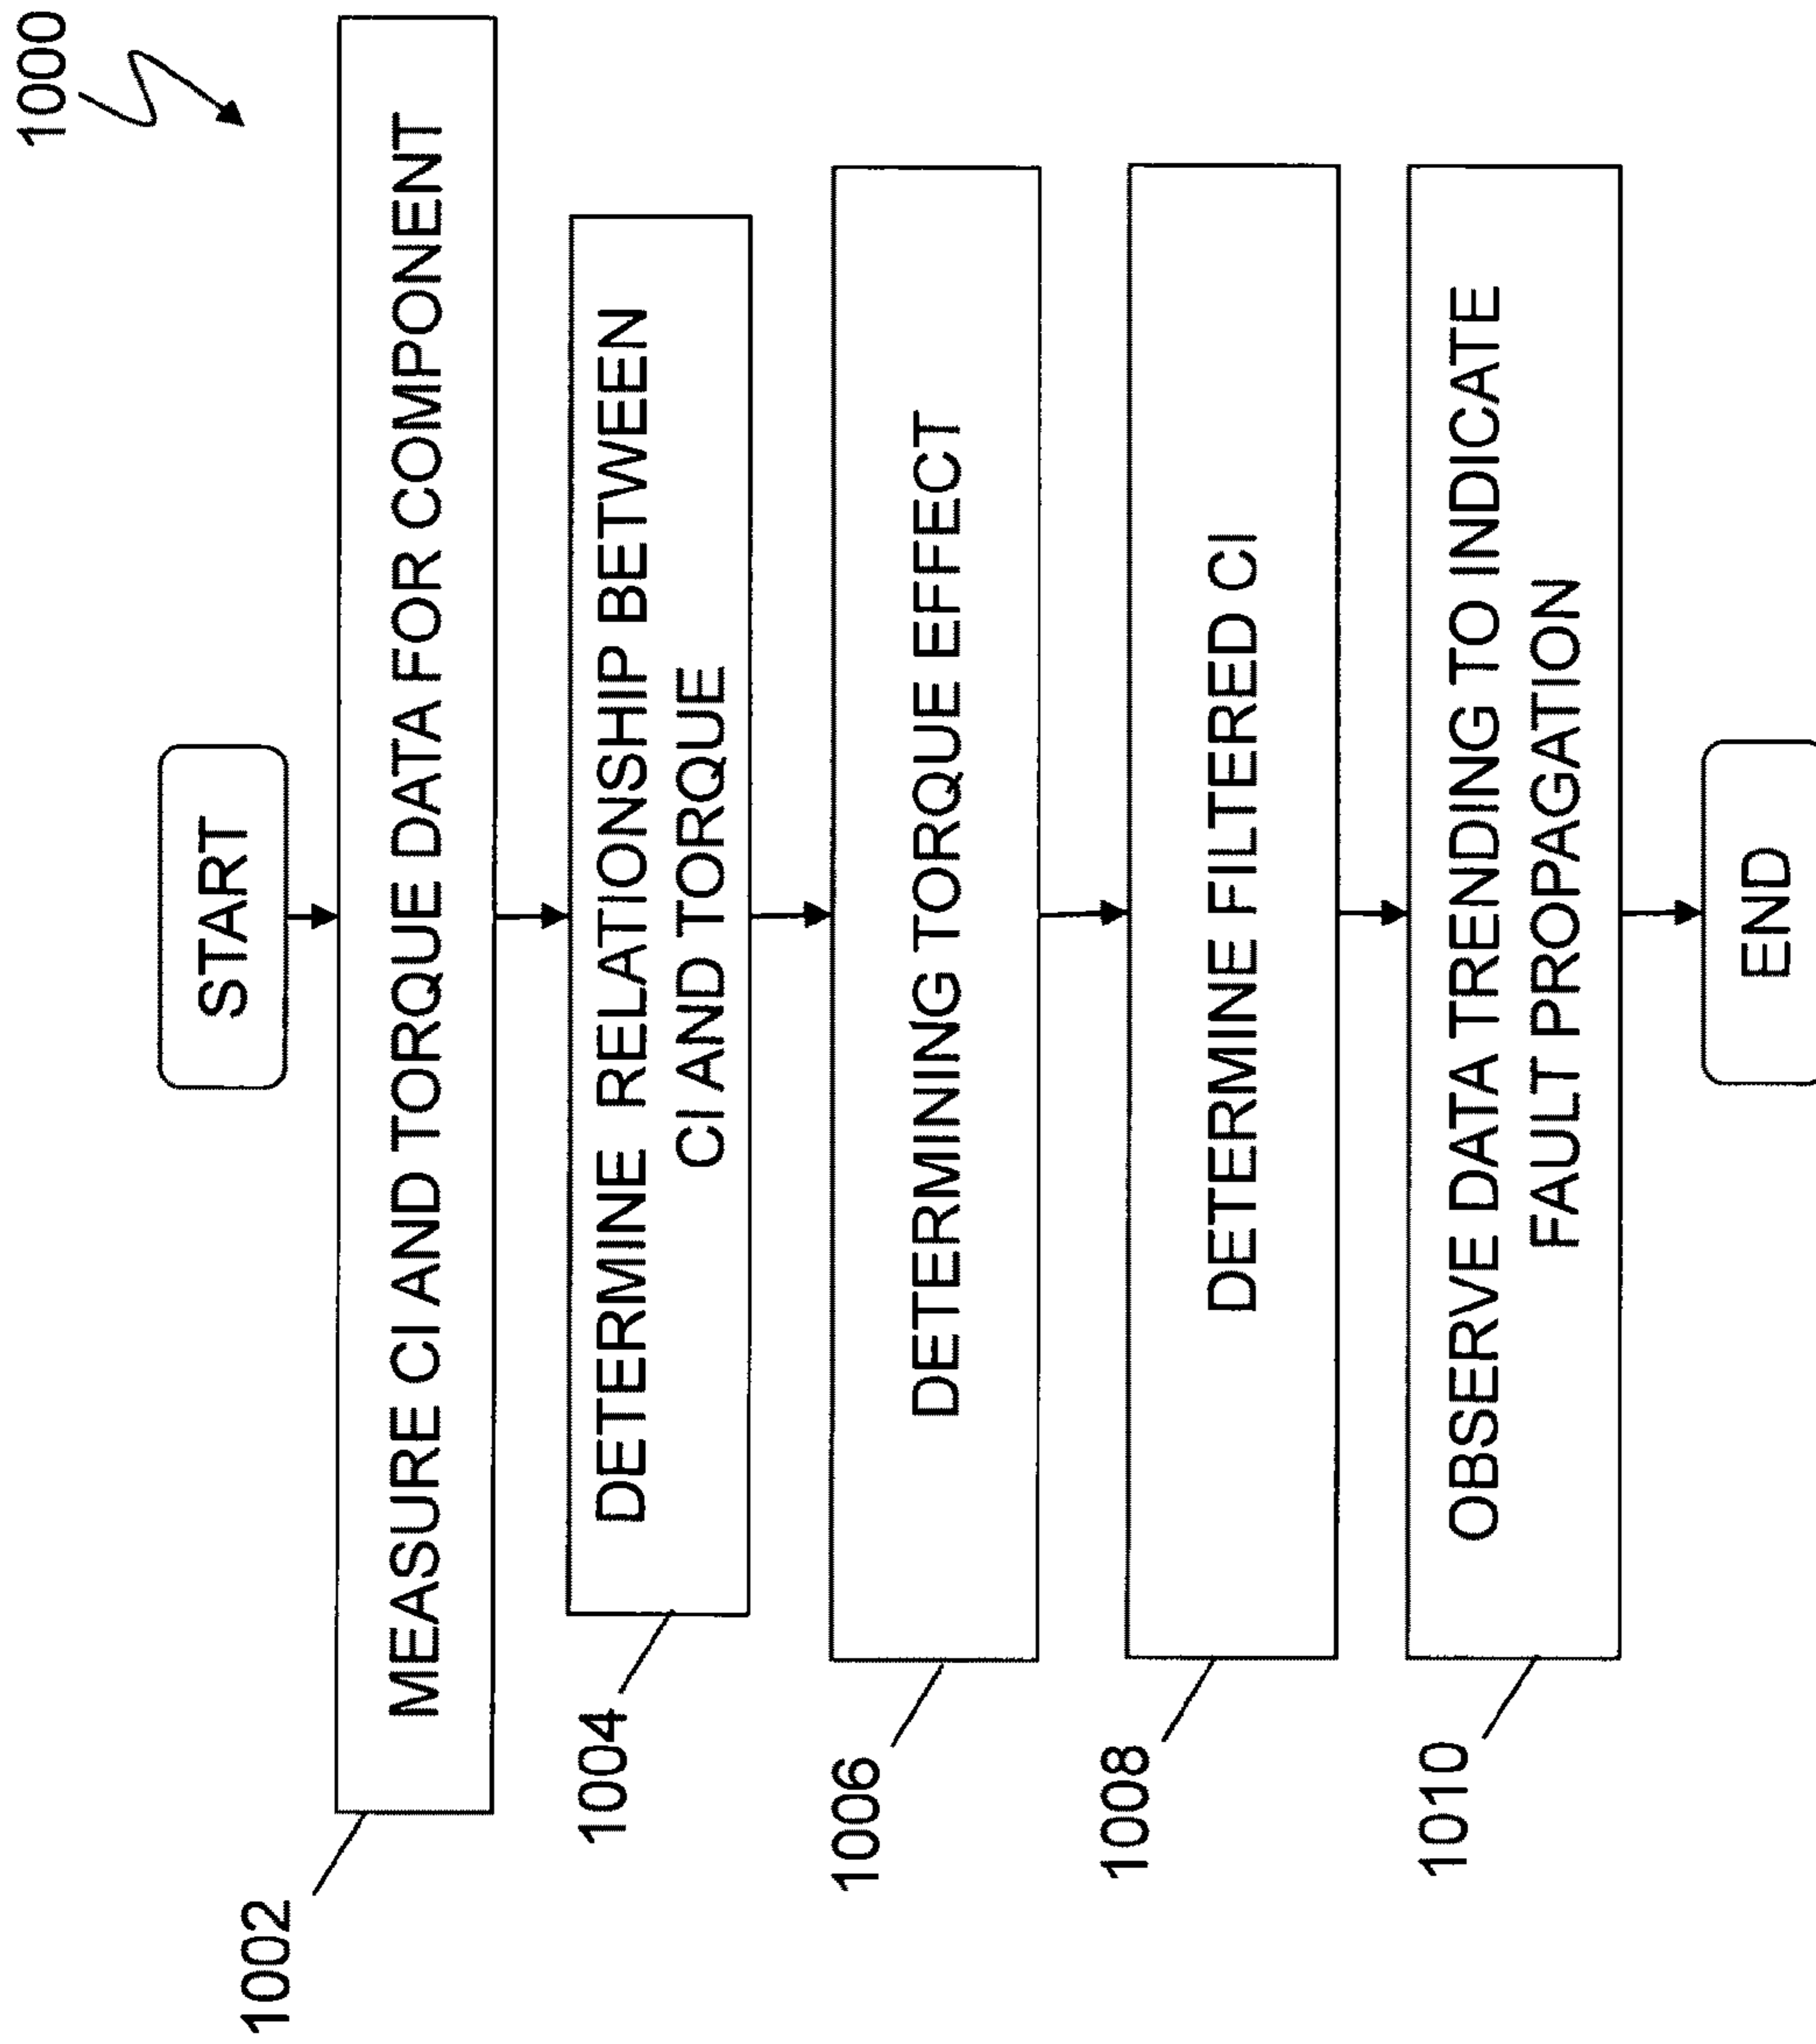 1000
START
1002
MEASURE CI AND TORQUE DATA FOR COMPONENT
1004
DETERMINE RELATIONSHIP BETWEEN
CI AND TORQUE
1006
DETERMINING TORQUE EFFECT
1008
DETERMINE FILTERED CI
1010
OBSERVE DATA TRENDING TO INDICATE
FAULT PROPAGATION
END